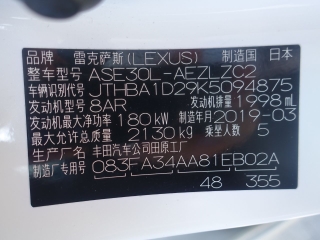 品牌 雷克萨斯(LEXUS) 制造国 日本
整车型号 ASE30L-AEZLZC2
车辆识别代号 JTHBA1D29K5094875
发动机型号 8AR 发动机排量 1998mL
发动机最大净功率 180kW 制造年月 2019-03
最大允许总质量 2130kg 乘坐人数 5
生产厂名 丰田汽车公司田原工厂
制造厂专用号 083FA34AA81EB02A
48 355